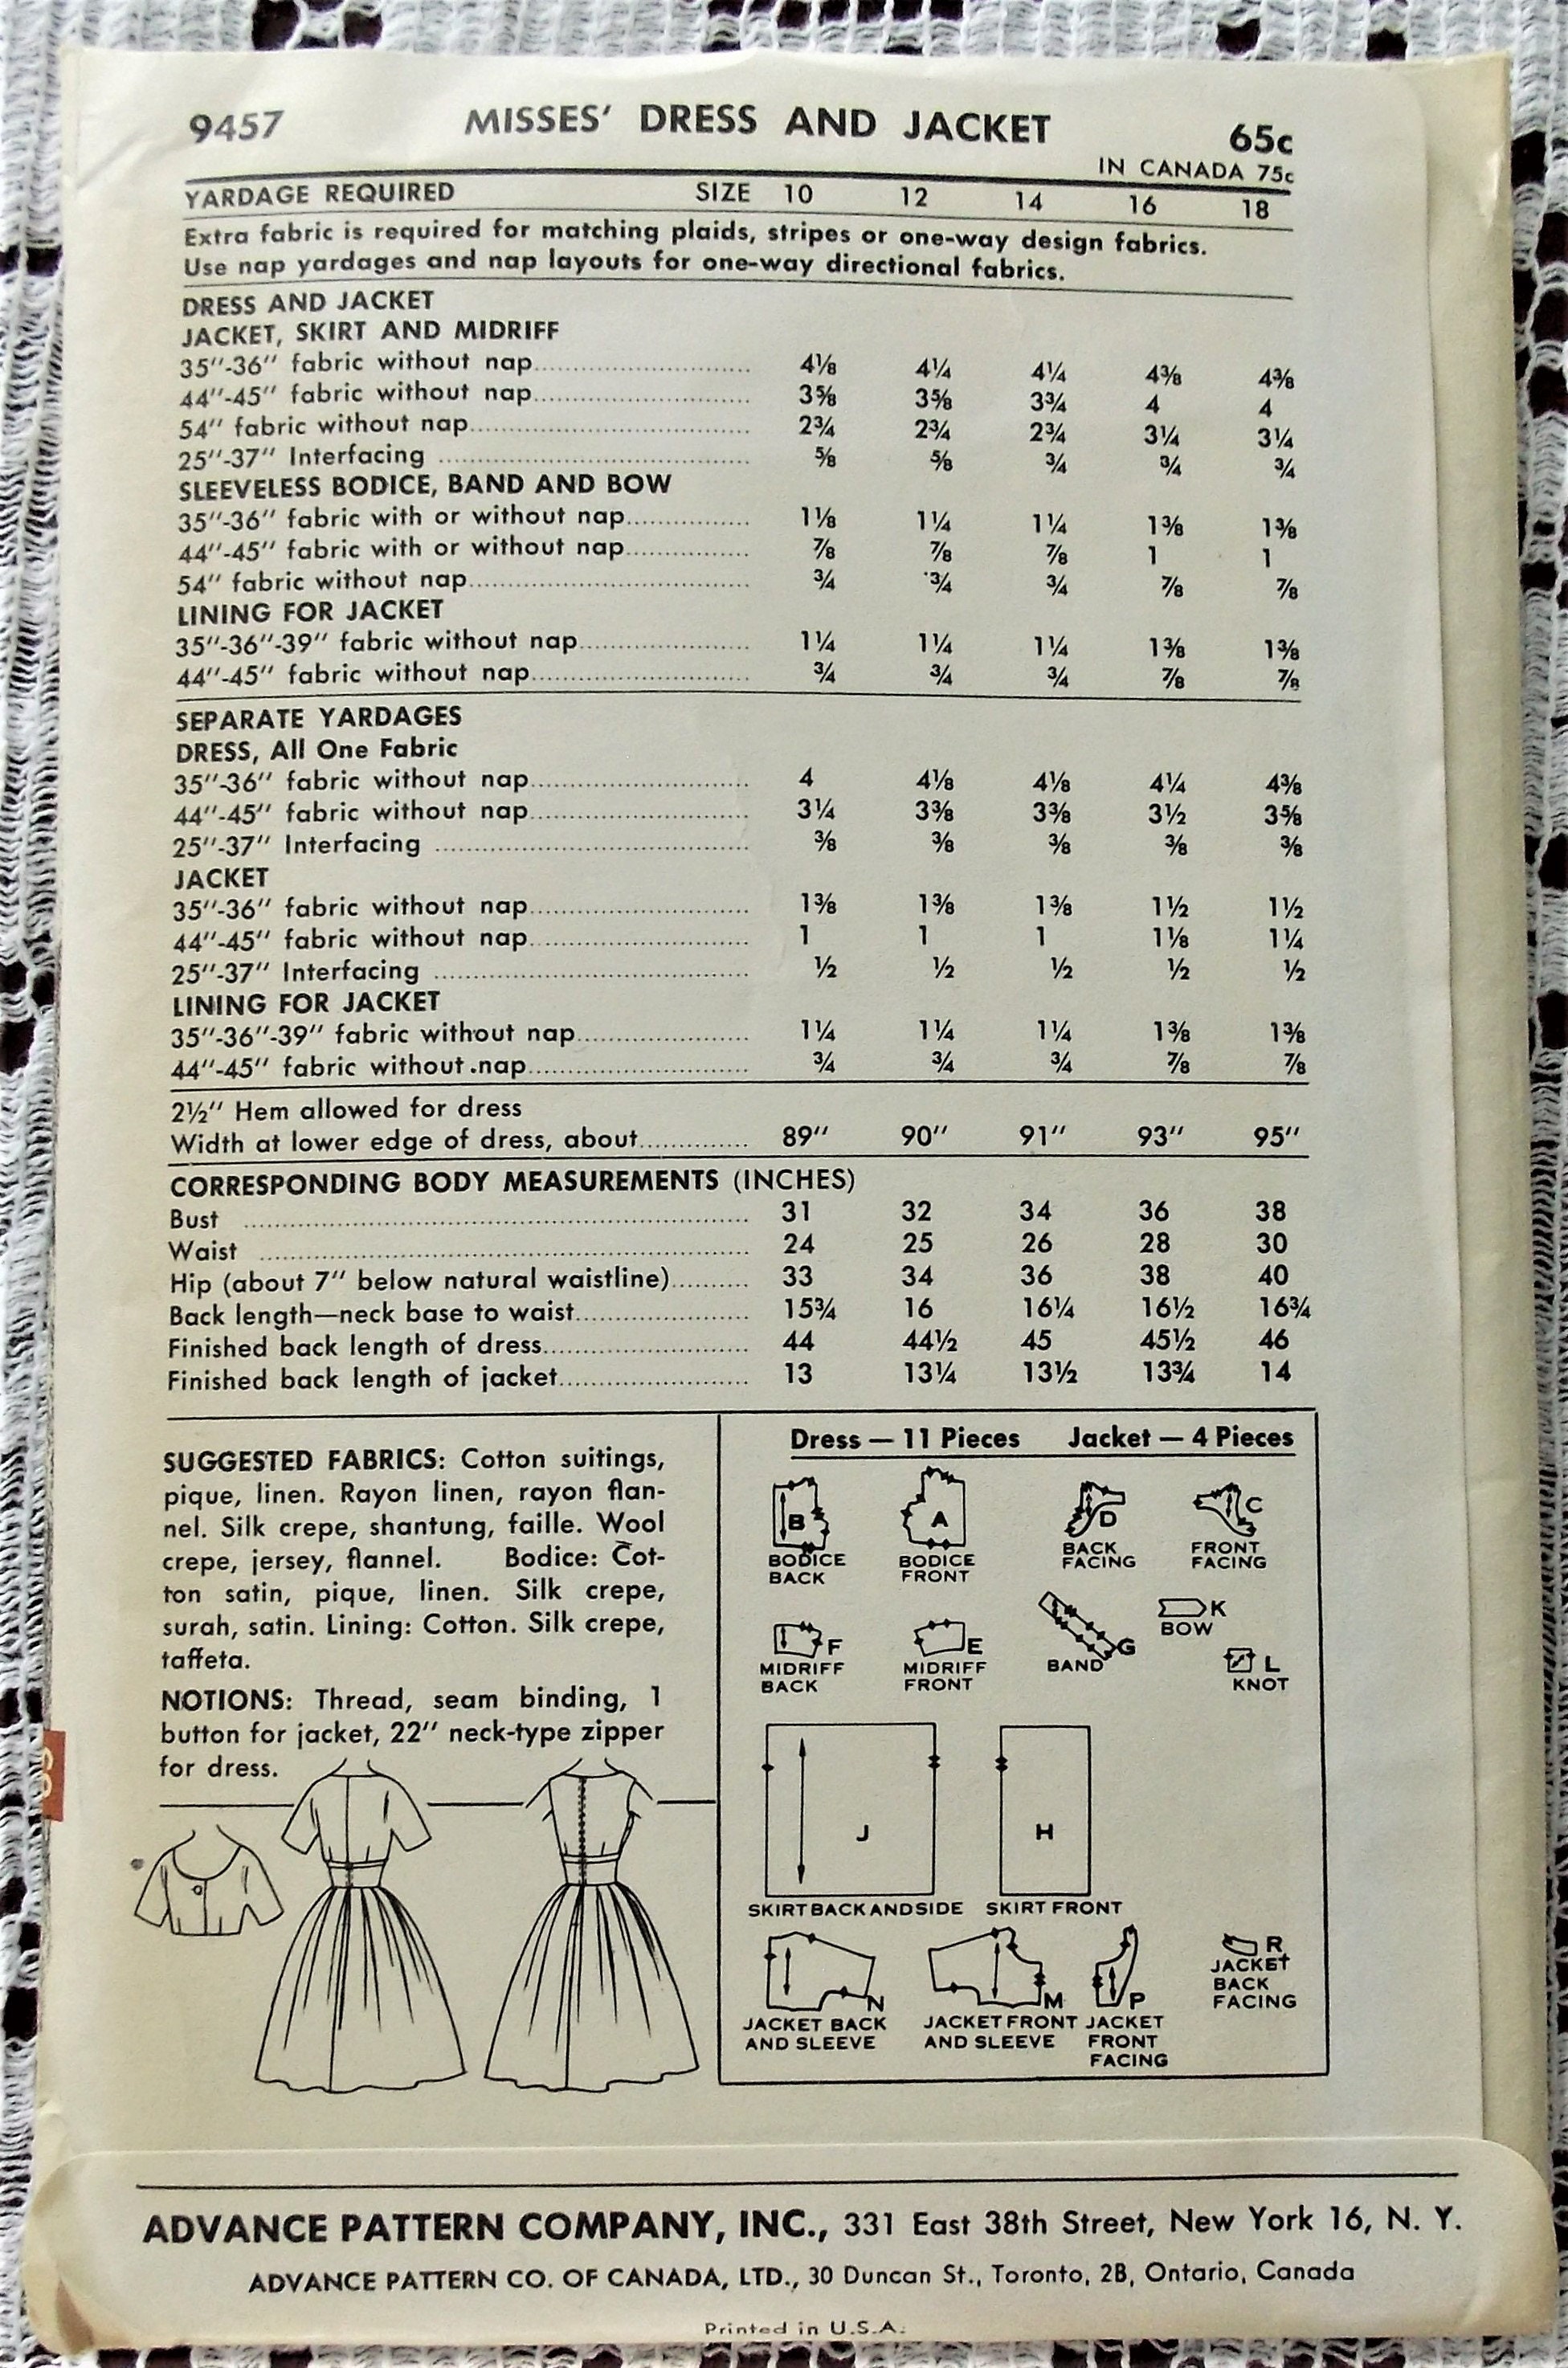 9457 MISSES' DRESS AND JACKET 65c
IN CANADA 75c
YARDAGE REQUIRED SIZE 10 12 14 16 18
Extra fabric is required for matching plaids, stripes or one-way design fabrics.
Use nap yardages and nap layouts for one-way directional fabrics.
DRESS AND JACKET
JACKET, SKIRT AND MIDRIFF
35"-36" fabric without nap 4⅛ 4¼ 4¼ 4⅜ 4⅜
44"-45" fabric without nap 3⅝ 3⅝ 3¾ 4 4
54" fabric without nap 2¾ 2¾ 2¾ 3¼ 3¼
25"-37" Interfacing ⅝ ⅝ ¾ ¾ ¾
SLEEVELESS BODICE, BAND AND BOW
35"-36" fabric with or without nap 1⅛ 1¼ 1¼ 1⅜ 1⅜
44"-45" fabric with or without nap ⅞ ⅞ ⅞ 1 1
54" fabric without nap ¾ ¾ ¾ ⅞ ⅞
LINING FOR JACKET
35"-36"-39" fabric without nap 1¼ 1¼ 1¼ 1⅜ 1⅜
44"-45" fabric without nap ¾ ¾ ¾ ⅞ ⅞
SEPARATE YARDAGES
DRESS, All One Fabric
35"-36" fabric without nap 4 4⅛ 4⅛ 4¼ 4⅜
44"-45" fabric without nap 3¼ 3⅜ 3⅜ 3½ 3⅝
25"-37" Interfacing ⅜ ⅜ ⅜ ⅜ ⅜
JACKET
35"-36" fabric without nap 1⅜ 1⅜ 1⅜ 1½ 1½
44"-45" fabric without nap 1 1 1 1⅛ 1¼
25"-37" Interfacing ½ ½ ½ ½ ½
LINING FOR JACKET
35"-36"-39" fabric without nap 1¼ 1¼ 1¼ 1⅜ 1⅜
44"-45" fabric without nap ¾ ¾ ¾ ⅞ ⅞
2½" Hem allowed for dress
Width at lower edge of dress, about 89" 90" 91" 93" 95"
CORRESPONDING BODY MEASUREMENTS (INCHES)
Bust 31 32 34 36 38
Waist 24 25 26 28 30
Hip (about 7" below natural waistline) 33 34 36 38 40
Back length—neck base to waist 15¾ 16 16¼ 16½ 16¾
Finished back length of dress 44 44½ 45 45½ 46
Finished back length of jacket 13 13¼ 13½ 13¾ 14
SUGGESTED FABRICS: Cotton suitings,
pique, linen. Rayon linen, rayon flan-
nel. Silk crepe, shantung, faille. Wool
crepe, jersey, flannel. Bodice: Cot-
ton satin, pique, linen. Silk crepe,
surah, satin. Lining: Cotton. Silk crepe,
taffeta.
NOTIONS: Thread, seam binding, 1
button for jacket, 22" neck-type zipper
for dress.
Dress — 11 Pieces Jacket — 4 Pieces
B A D C
BODICE BACK
BODICE FRONT
BACK FACING
FRONT FACING
F E G K L
MIDRIFF BACK
MIDRIFF FRONT
BAND
BOW
KNOT
J H
SKIRT BACK AND SIDE SKIRT FRONT
N M P R
JACKET BACK AND SLEEVE
JACKET FRONT AND SLEEVE
JACKET FRONT FACING
JACKET BACK FACING
ADVANCE PATTERN COMPANY, INC., 331 East 38th Street, New York 16, N. Y.
ADVANCE PATTERN CO. OF CANADA, LTD., 30 Duncan St., Toronto, 2B, Ontario, Canada
Printed in U.S.A.